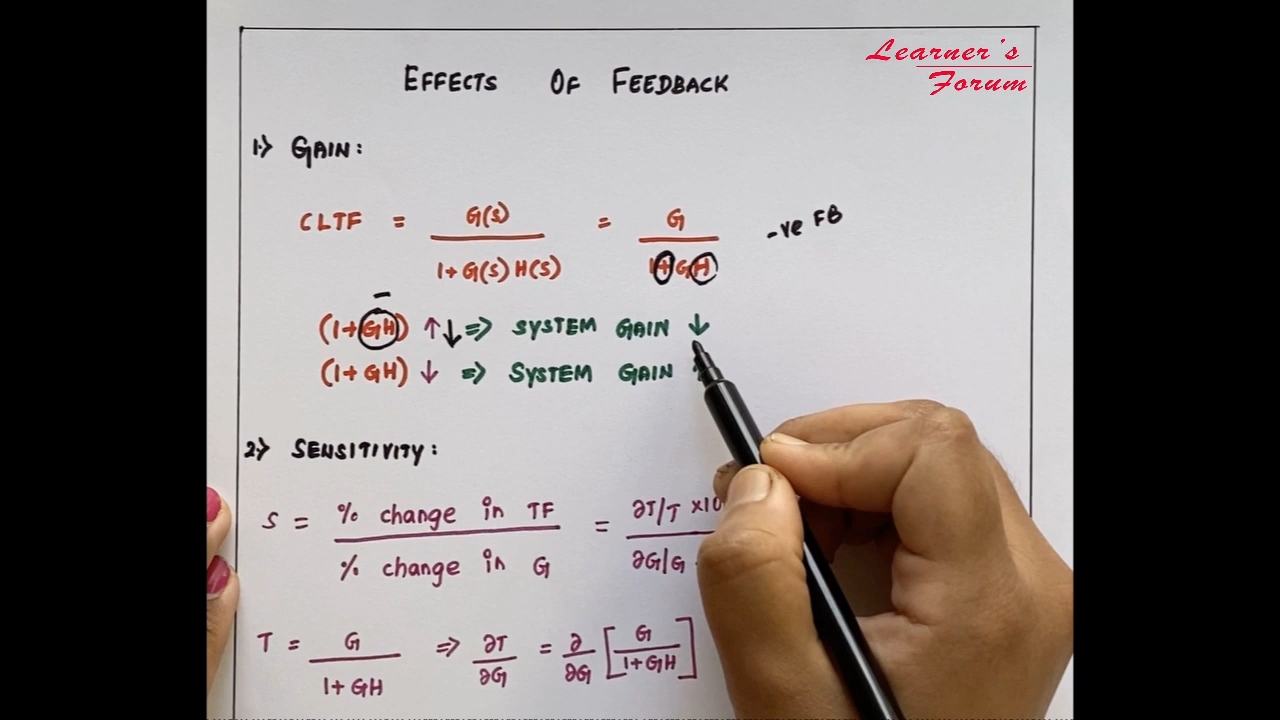 Learner's
Forum
EFFECTS OF FEEDBACK
1.> GAIN:
CLTF = G(s) / 1+G(s)H(s) = G / 1+GH -ve FB
–
(1+GH) ↑↓ => SYSTEM GAIN ↓
(1+GH) ↓ => SYSTEM GAIN
2.> SENSITIVITY:
S = % change in TF / % change in G = ∂T/T ×10 / ∂G/G
T = G / 1+GH => ∂T/∂G = ∂/∂G [G / 1+GH]